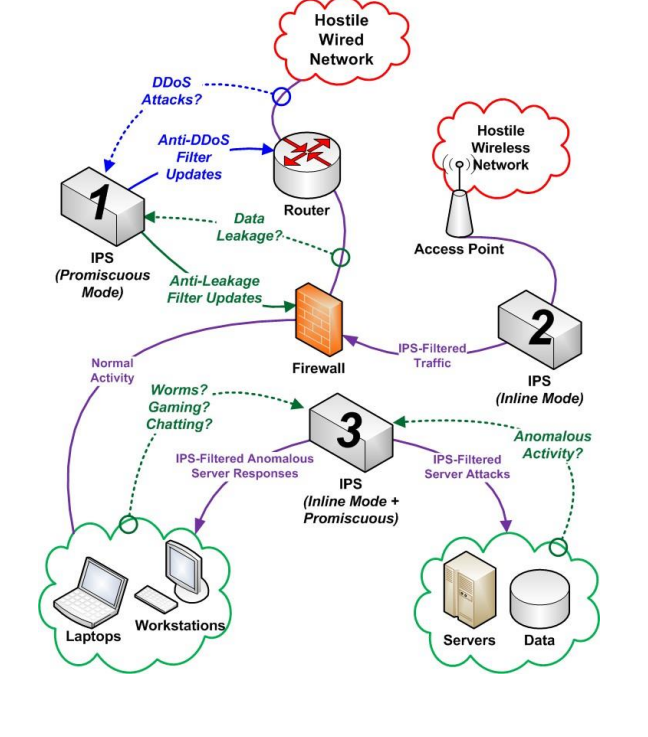 Hostile
Wired
Network
DDoS
Attacks?
Anti-DDoS
Filter
Updates
Hostile
Wireless
Network
1
Router
Data
Leakage?
Access Point
IPS
(Promiscuous
Mode)
Anti-Leakage
Filter Updates
2
Firewall
IPS-Filtered
Traffic
Normal
Activity
IPS
(Inline Mode)
Worms?
Gaming?
Chatting?
3
Anomalous
Activity?
IPS-Filtered Anomalous
Server Responses
IPS-Filtered
Server Attacks
IPS
(Inline Mode +
Promiscuous)
Laptops
Workstations
Servers
Data